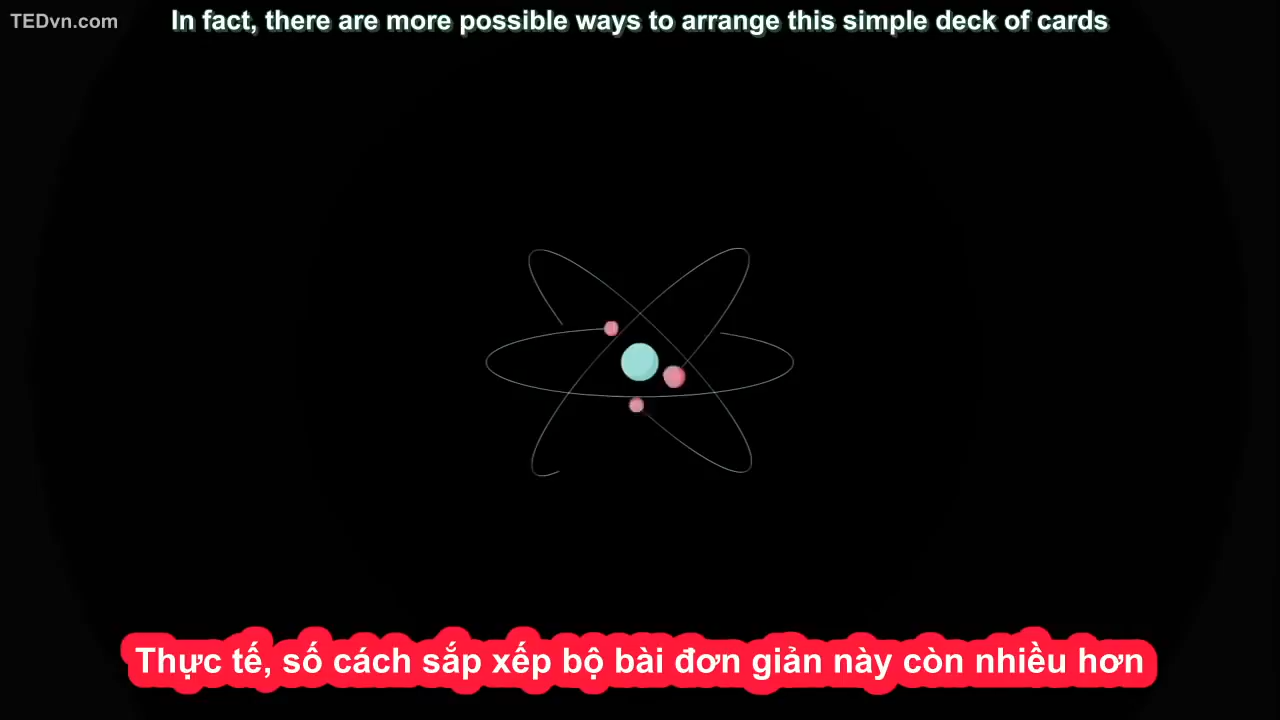 TEDvn.com
In fact, there are more possible ways to arrange this simple deck of cards
Thực tế, số cách sắp xếp bộ bài đơn giản này còn nhiều hơn